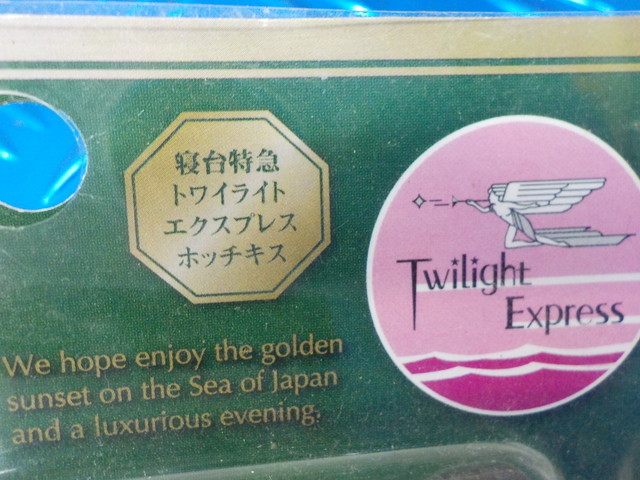 寝台特急
トワイライト
エクスプレス
ホッチキス
Twilight
Express
We hope enjoy the golden
sunset on the Sea of Japan
and a luxurious evening.